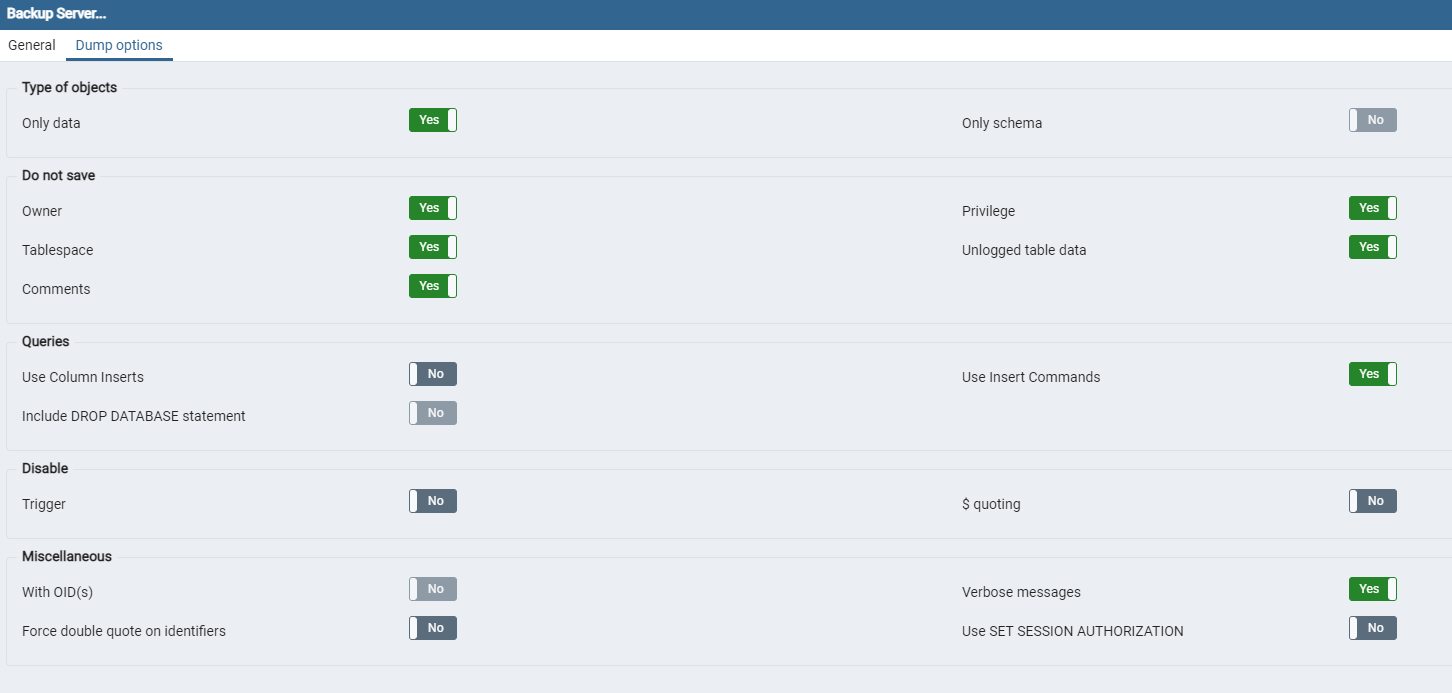 Backup Server...
General Dump options
Type of objects
Only data Yes Only schema No
Do not save
Owner Yes Privilege Yes
Tablespace Yes Unlogged table data Yes
Comments Yes
Queries
Use Column Inserts No Use Insert Commands Yes
Include DROP DATABASE statement No
Disable
Trigger No $ quoting No
Miscellaneous
With OID(s) No Verbose messages Yes
Force double quote on identifiers No Use SET SESSION AUTHORIZATION No